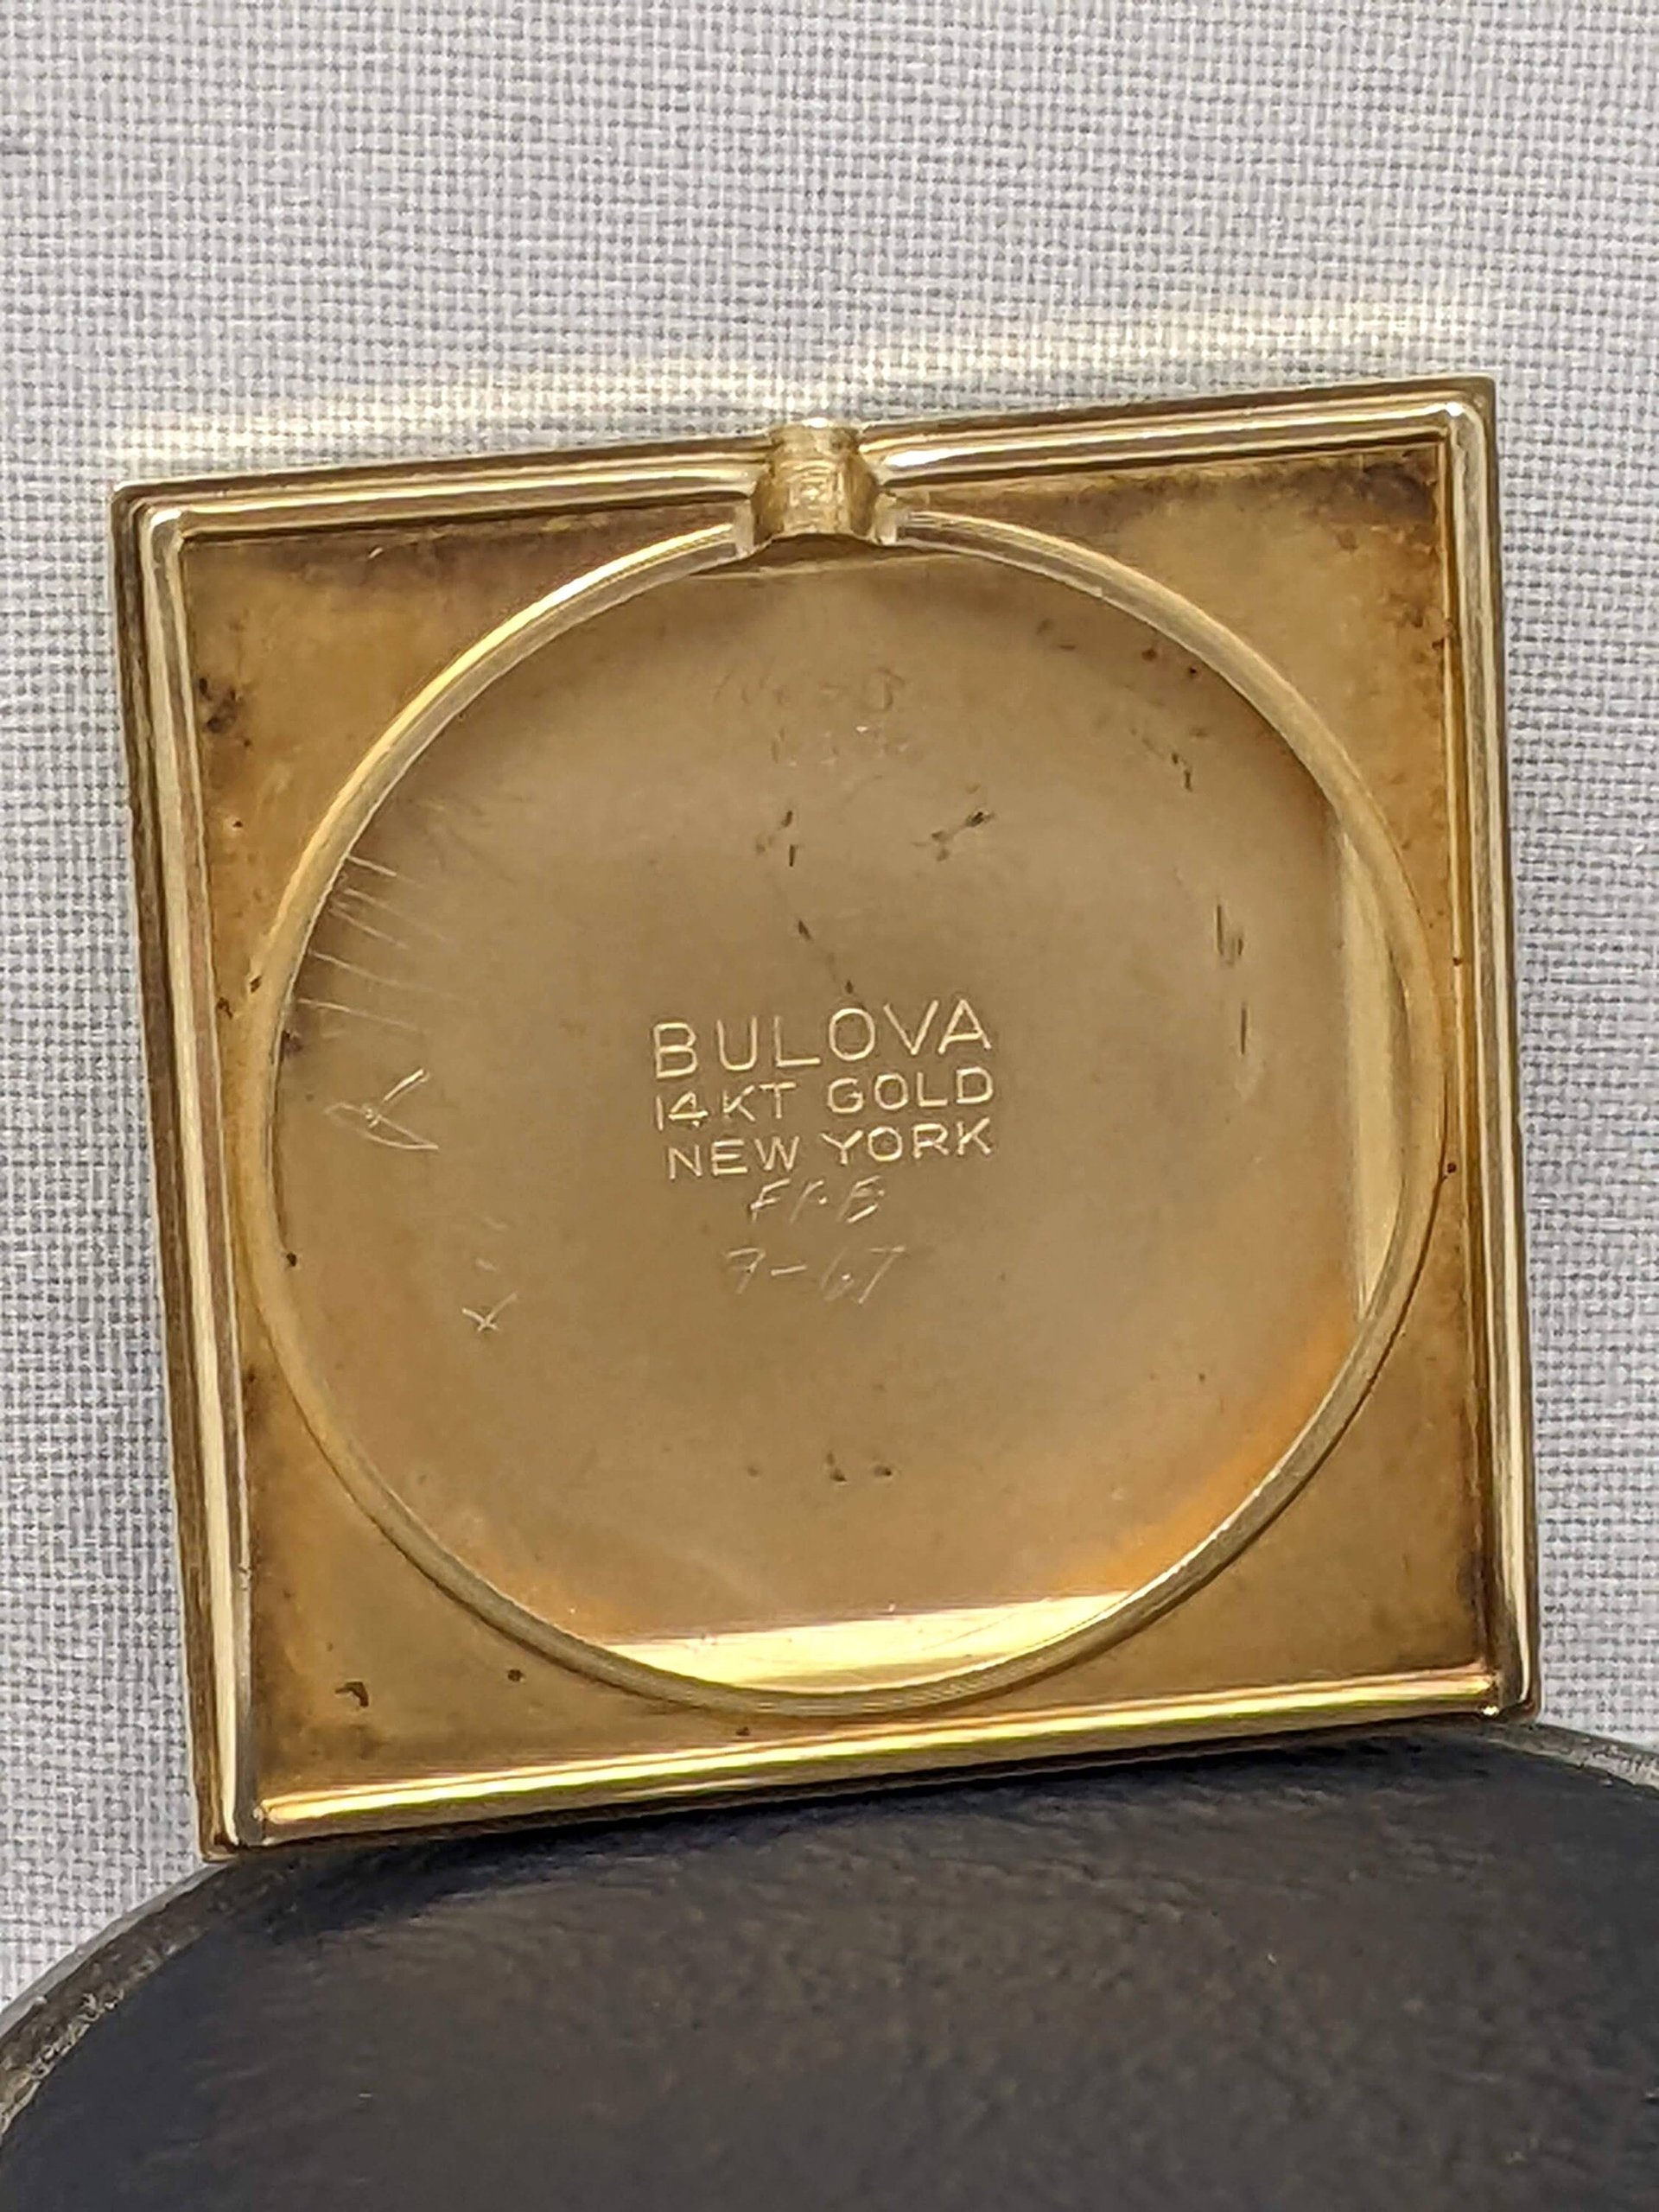 BULOVA
14KT GOLD
NEW YORK
7-67